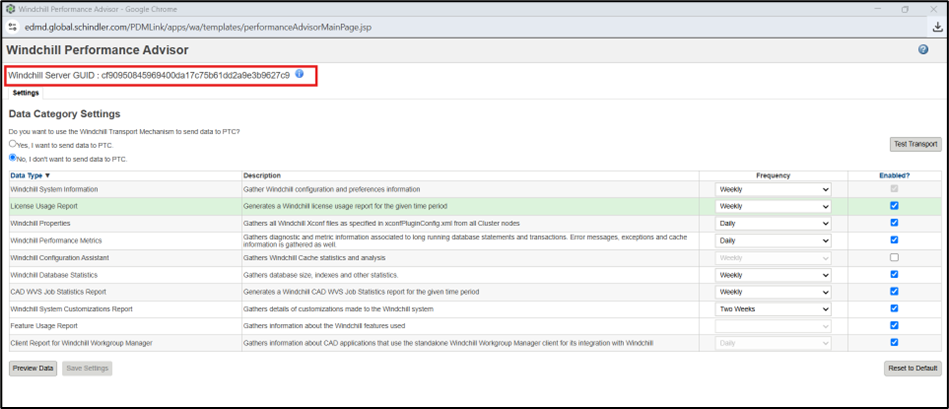 Windchill Performance Advisor - Google Chrome
edmd.global.schindler.com/PDMLink/apps/wa/templates/performanceAdvisorMainPage.jsp
Windchill Performance Advisor
Windchill Server GUID : cf90950845969400da17c75b61dd2a9e3b9627c9
Settings
Data Category Settings
Do you want to use the Windchill Transport Mechanism to send data to PTC?
Yes, I want to send data to PTC.
Test Transport
No, I don't want to send data to PTC.
Data Type ▼ Description Frequency Enabled?
Windchill System Information Gather Windchill configuration and preferences information Weekly
License Usage Report Generates a Windchill license usage report for the given time period Weekly
Windchill Properties Gathers all Windchill Xconf files as specified in xconfPluginConfig.xml from all Cluster nodes Daily
Windchill Performance Metrics Gathers diagnostic and metric information associated to long running database statements and transactions. Error messages, exceptions and cache Daily
information is gathered as well.
Windchill Configuration Assistant Gathers Windchill Cache statistics and analysis Weekly
Windchill Database Statistics Gathers database size, indexes and other statistics. Weekly
CAD WVS Job Statistics Report Generates a Windchill CAD WVS Job Statistics report for the given time period Weekly
Windchill System Customizations Report Gathers details of customizations made to the Windchill system Two Weeks
Feature Usage Report Gathers information about the Windchill features used
Client Report for Windchill Workgroup Manager Gathers information about CAD applications that use the standalone Windchill Workgroup Manager client for its integration with Windchill Daily
Preview Data Save Settings Reset to Default